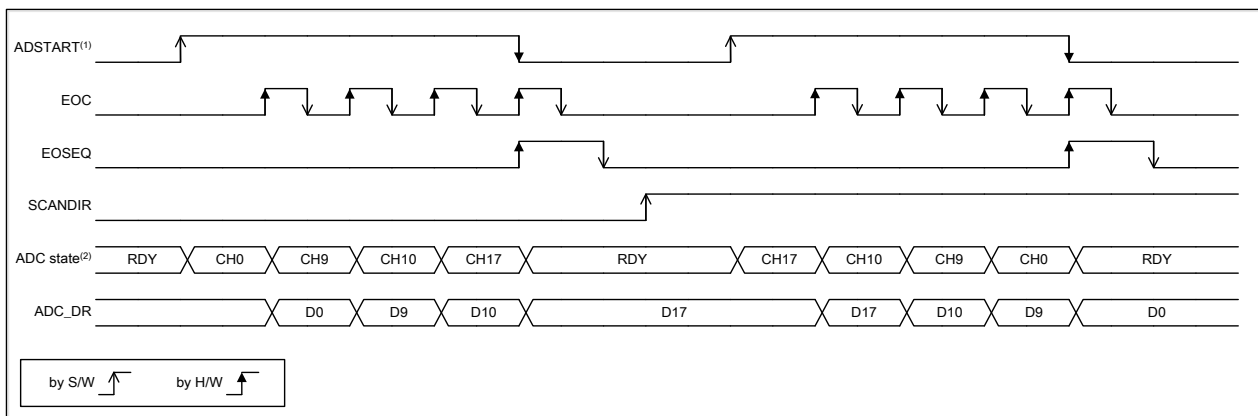 ADSTART(1)
EOC
EOSEQ
SCANDIR
ADC state(2) RDY CH0 CH9 CH10 CH17 RDY CH17 CH10 CH9 CH0 RDY
ADC_DR D0 D9 D10 D17 D17 D10 D9 D0
by S/W by H/W